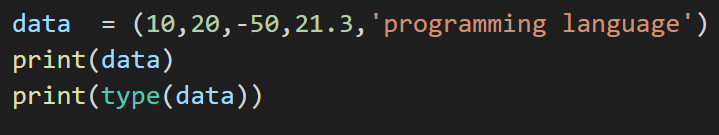 data  = (10,20,-50,21.3,'programming language')
print(data)
print(type(data))